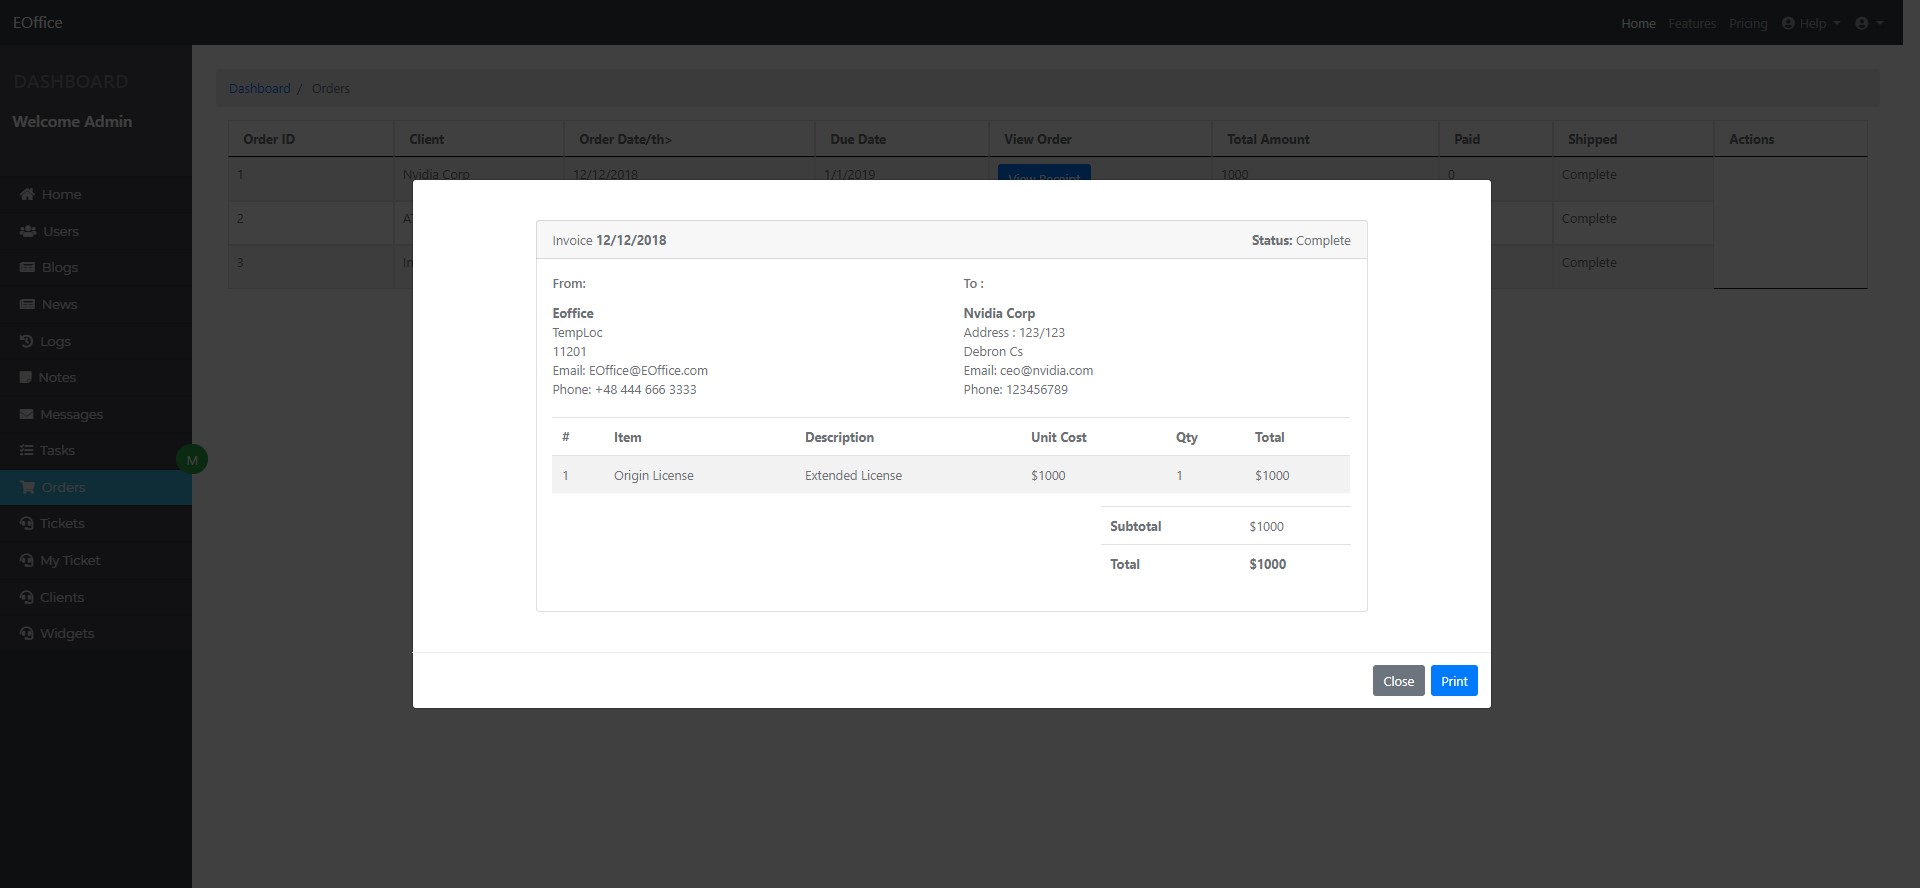 EOffice
Home Features Pricing Help
DASHBOARD
Welcome Admin
Home
Users
Blogs
News
Logs
Notes
Messages
Tasks
M
Orders
Tickets
My Ticket
Clients
Widgets
Dashboard / Orders
Order ID Client Order Date/th> Due Date View Order Total Amount Paid Shipped Actions
1 Nvidia Corp 12/12/2018 1/1/2019 View Receipt 1000 0 Complete
2 Complete
3 Complete
Invoice 12/12/2018 Status: Complete
From:
Eoffice
TempLoc
11201
Email: EOffice@EOffice.com
Phone: +48 444 666 3333
To :
Nvidia Corp
Address : 123/123
Debron Cs
Email: ceo@nvidia.com
Phone: 123456789
# Item Description Unit Cost Qty Total
1 Origin License Extended License $1000 1 $1000
Subtotal $1000
Total $1000
Close Print